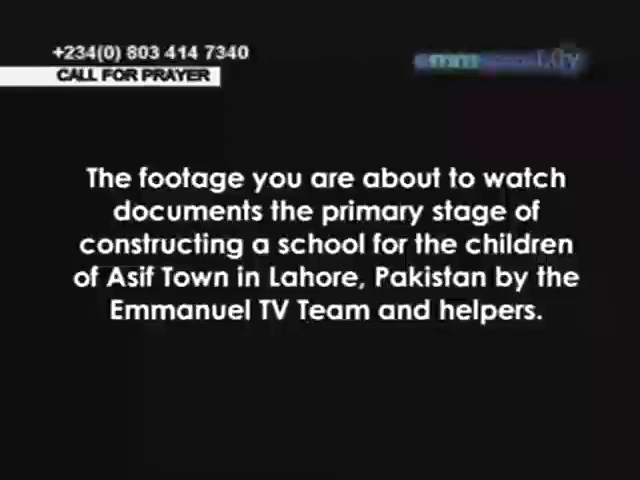 +234(0) 803 414 7340
CALL FOR PRAYER
emmanuel.tv
The footage you are about to watch
documents the primary stage of
constructing a school for the children
of Asif Town in Lahore, Pakistan by the
Emmanuel TV Team and helpers.